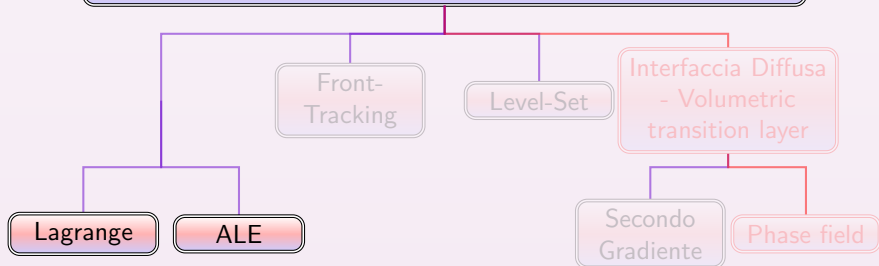 Front-
Tracking
Level-Set
Interfaccia Diffusa
- Volumetric
transition layer
Lagrange
ALE
Secondo
Gradiente
Phase field